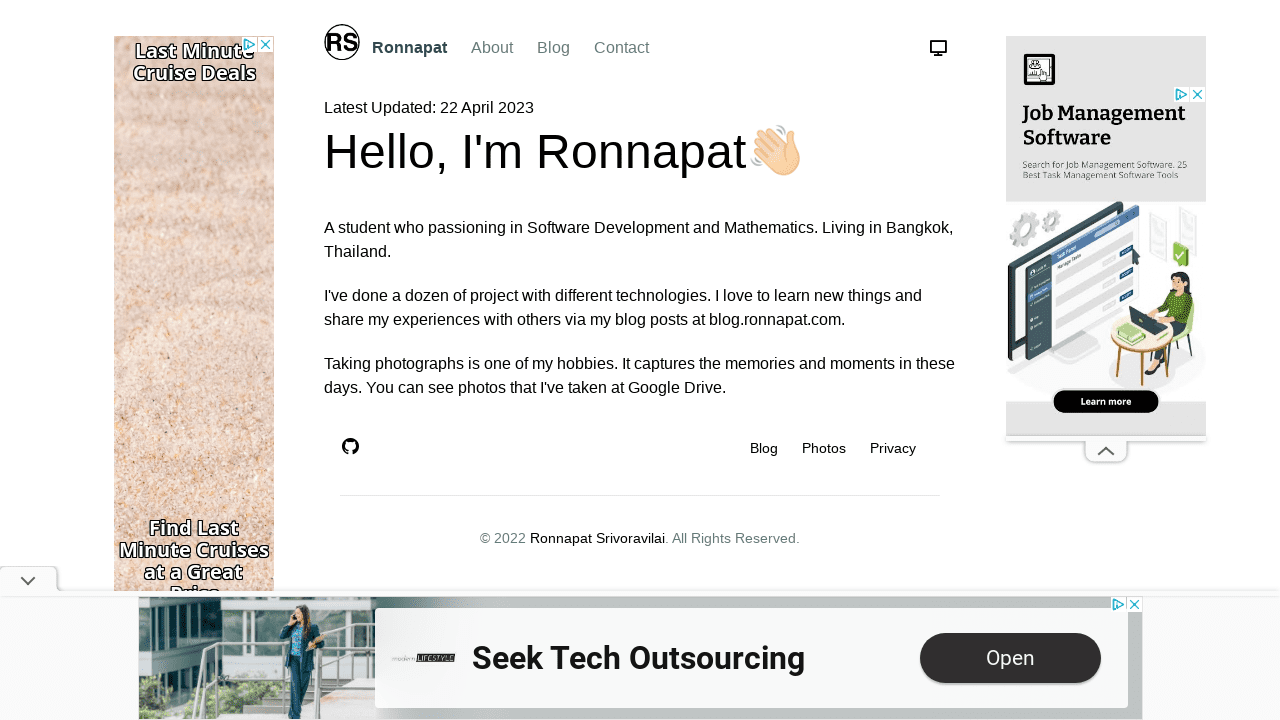 RS
Ronnapat About Blog Contact
Latest Updated: 22 April 2023
Hello, I'm Ronnapat
A student who passioning in Software Development and Mathematics. Living in Bangkok,
Thailand.
I've done a dozen of project with different technologies. I love to learn new things and
share my experiences with others via my blog posts at blog.ronnapat.com.
Taking photographs is one of my hobbies. It captures the memories and moments in these
days. You can see photos that I've taken at Google Drive.
Blog Photos Privacy
© 2022 Ronnapat Srivoravilai. All Rights Reserved.
Last Minute
Cruise Deals
Find Last
Minute Cruises
at a Great
Price
Job Management
Software
Search for Job Management Software. 25
Best Task Management Software Tools
Learn more
modern LIFESTYLE
Seek Tech Outsourcing
Open